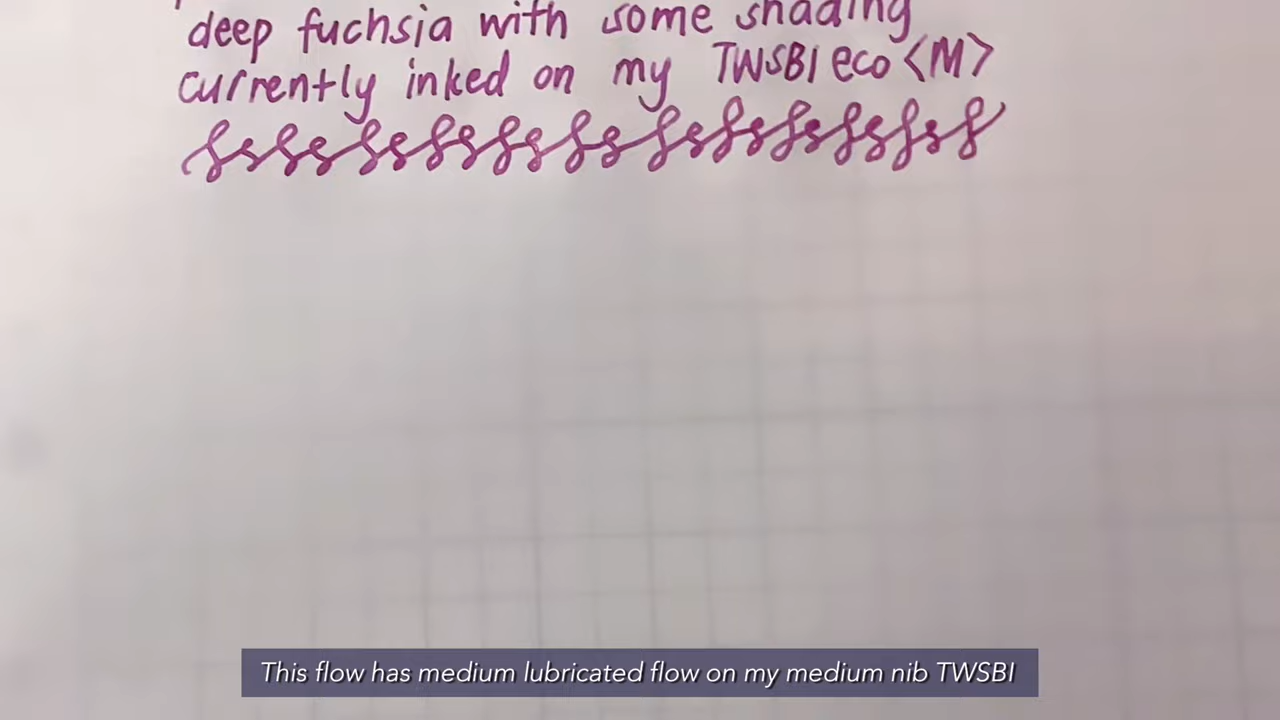 deep fuchsia with some shading
currently inked on my TWSBI eco <M>
This flow has medium lubricated flow on my medium nib TWSBI